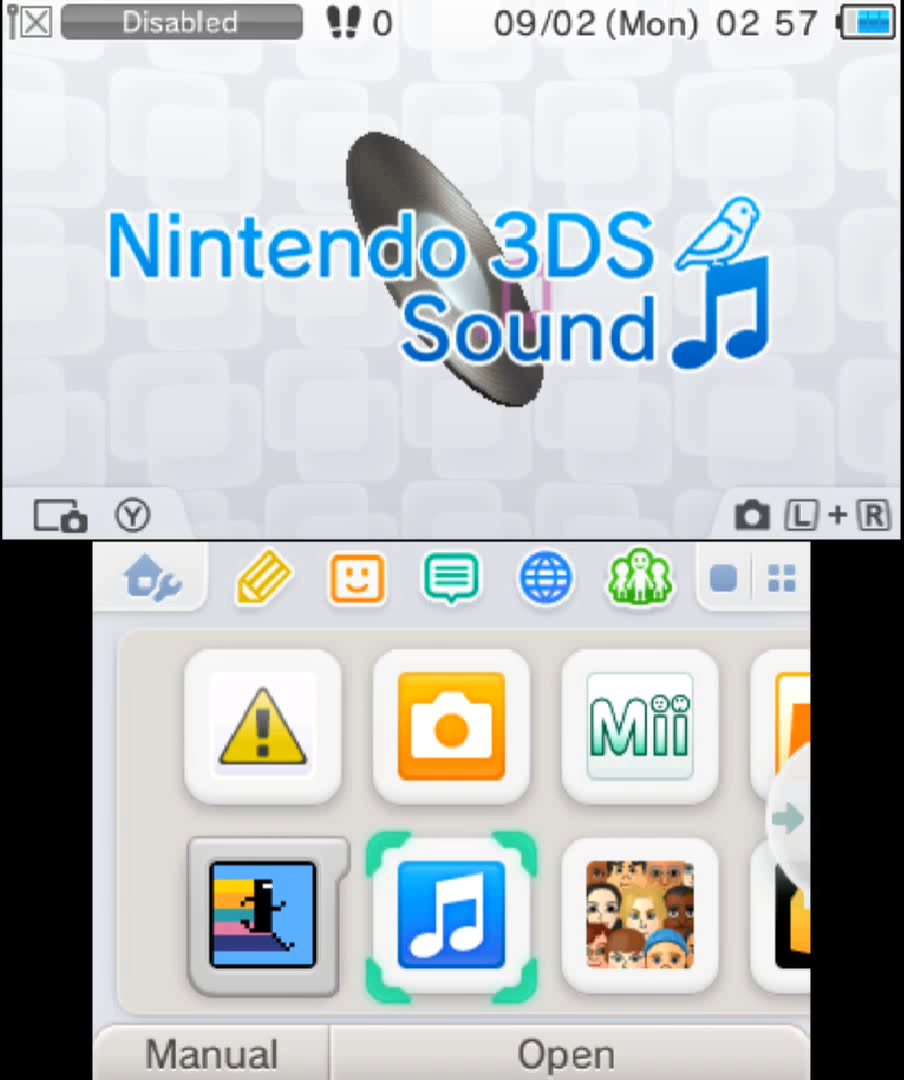 Disabled
0
09/02 (Mon) 02 57
Nintendo 3DS
Sound
Y
L + R
Mii
Manual
Open